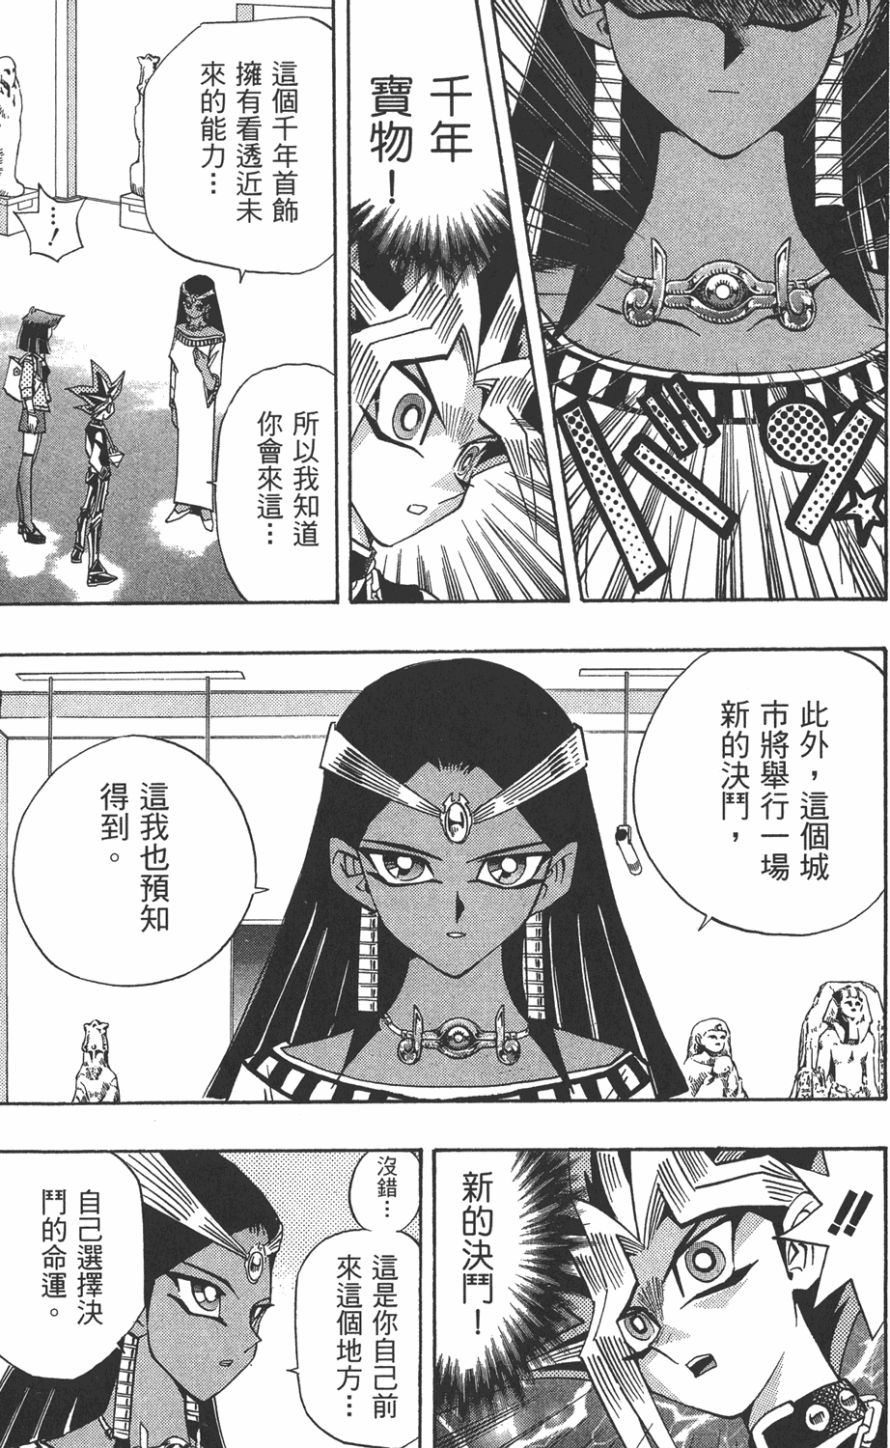 ドドン
千年
寶物！
這個千年首飾
擁有看透近未
來的能力…
…！
所以我知道
你會來這…
此外，這個城
市將舉行一場
新的決鬥，
這我也預知
得到。
!!
新的決鬥！
沒錯…
這是你自己前
來這個地方…
自己選擇決
鬥的命運。